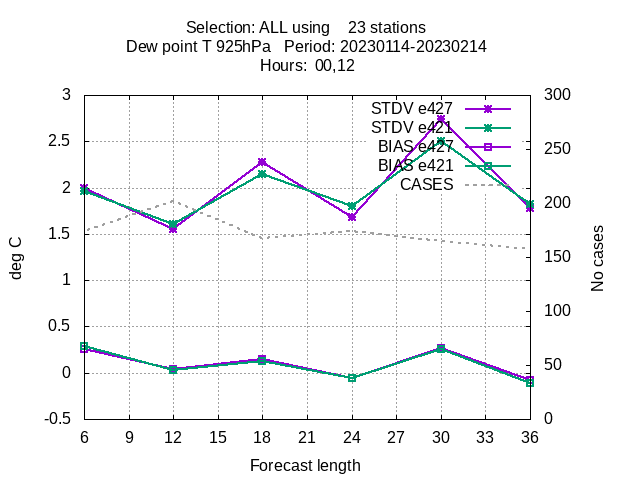 Selection: ALL using 23 stations
Dew point T 925hPa Period: 20230114-20230214
Hours: 00,12
STDV e427
STDV e421
BIAS e427
BIAS e421
CASES
3
2.5
2
1.5
1
0.5
0
-0.5
deg C
300
250
200
150
100
50
0
No cases
6 9 12 15 18 21 24 27 30 33 36
Forecast length